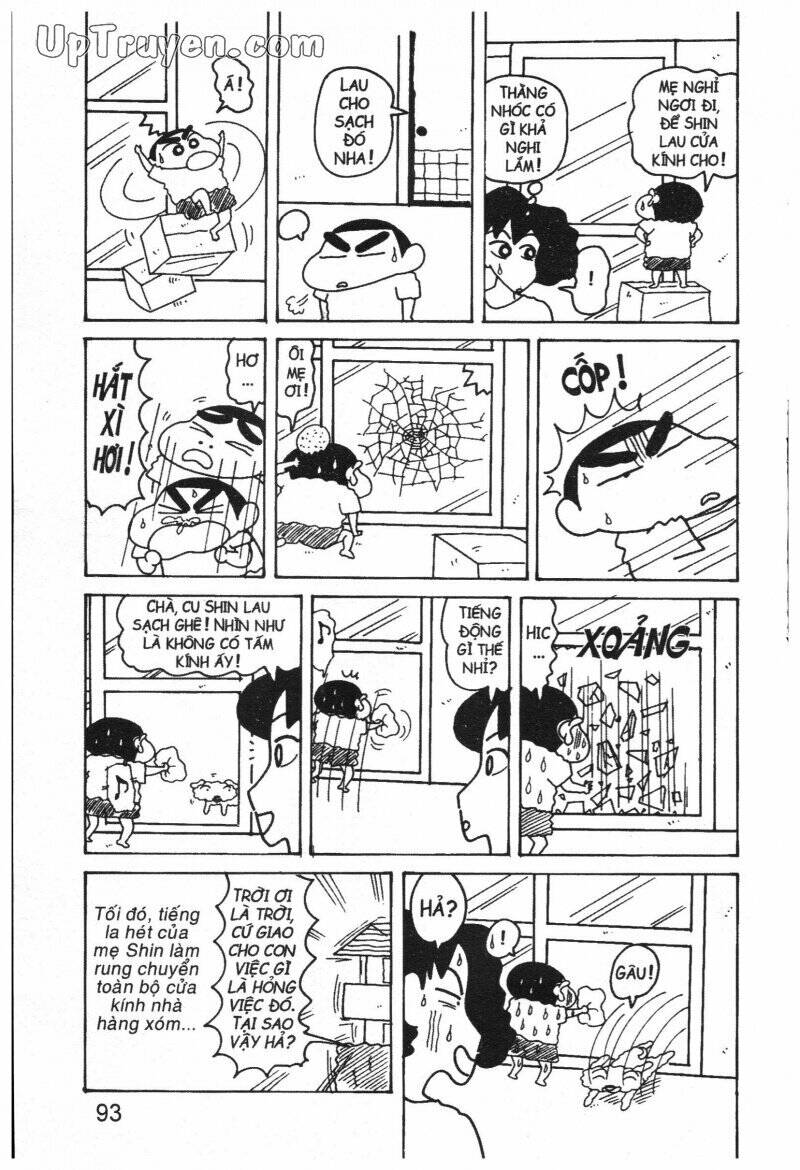 UpTruyen.com
MẸ NGHỈ
NGƠI ĐI,
ĐỂ SHIN
LAU CỬA
KÍNH CHO!
THẰNG
NHÓC CÓ
GÌ KHẢ
NGHI
LẮM!
!
LAU
CHO
SẠCH
ĐÓ
NHA!
Á!
CỐP!
ÔI
MẸ
ƠI!
HƠ
...
HẮT
XÌ
HƠI!
XOẢNG
HIC
...
TIẾNG
ĐỘNG
GÌ THẾ
NHỈ?
CHÀ, CU SHIN LAU
SẠCH GHÊ! NHÌN NHƯ
LÀ KHÔNG CÓ TẤM
KÍNH ẤY!
GÂU!
!
HẢ?
TRỜI ƠI
LÀ TRỜI,
CỨ GIAO
CHO CON
VIỆC GÌ
LÀ HỎNG
VIỆC ĐÓ.
TẠI SAO
VẬY HẢ?
Tối đó, tiếng
la hét của
mẹ Shin làm
rung chuyển
toàn bộ cửa
kính nhà
hàng xóm...
93